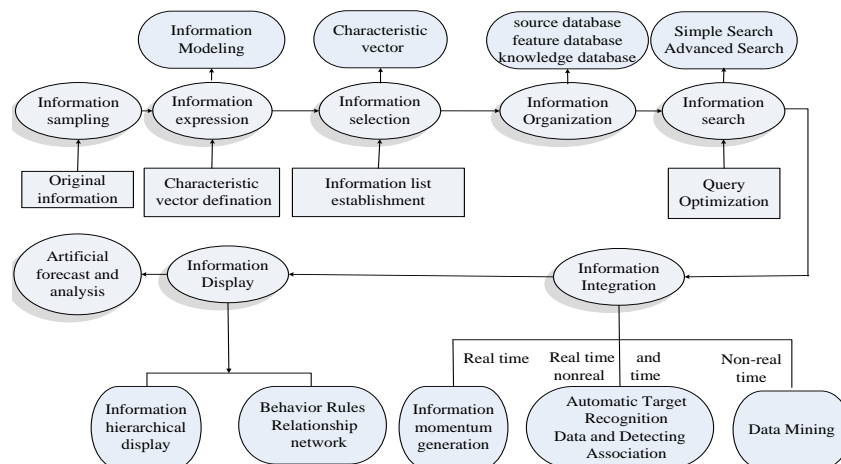 Information
Modeling
Characteristic
vector
source database
feature database
knowledge database
Simple Search
Advanced Search
Information
sampling
Information
expression
Information
selection
Information
Organization
Information
search
Original
information
Characteristic
vector defination
Information list
establishment
Query
Optimization
Artificial
forecast and
analysis
Information
Display
Information
Integration
Real time
Real time and
nonreal time
Non-real
time
Information
hierarchical
display
Behavior Rules
Relationship
network
Information
momentum
generation
Automatic Target
Recognition
Data and Detecting
Association
Data Mining